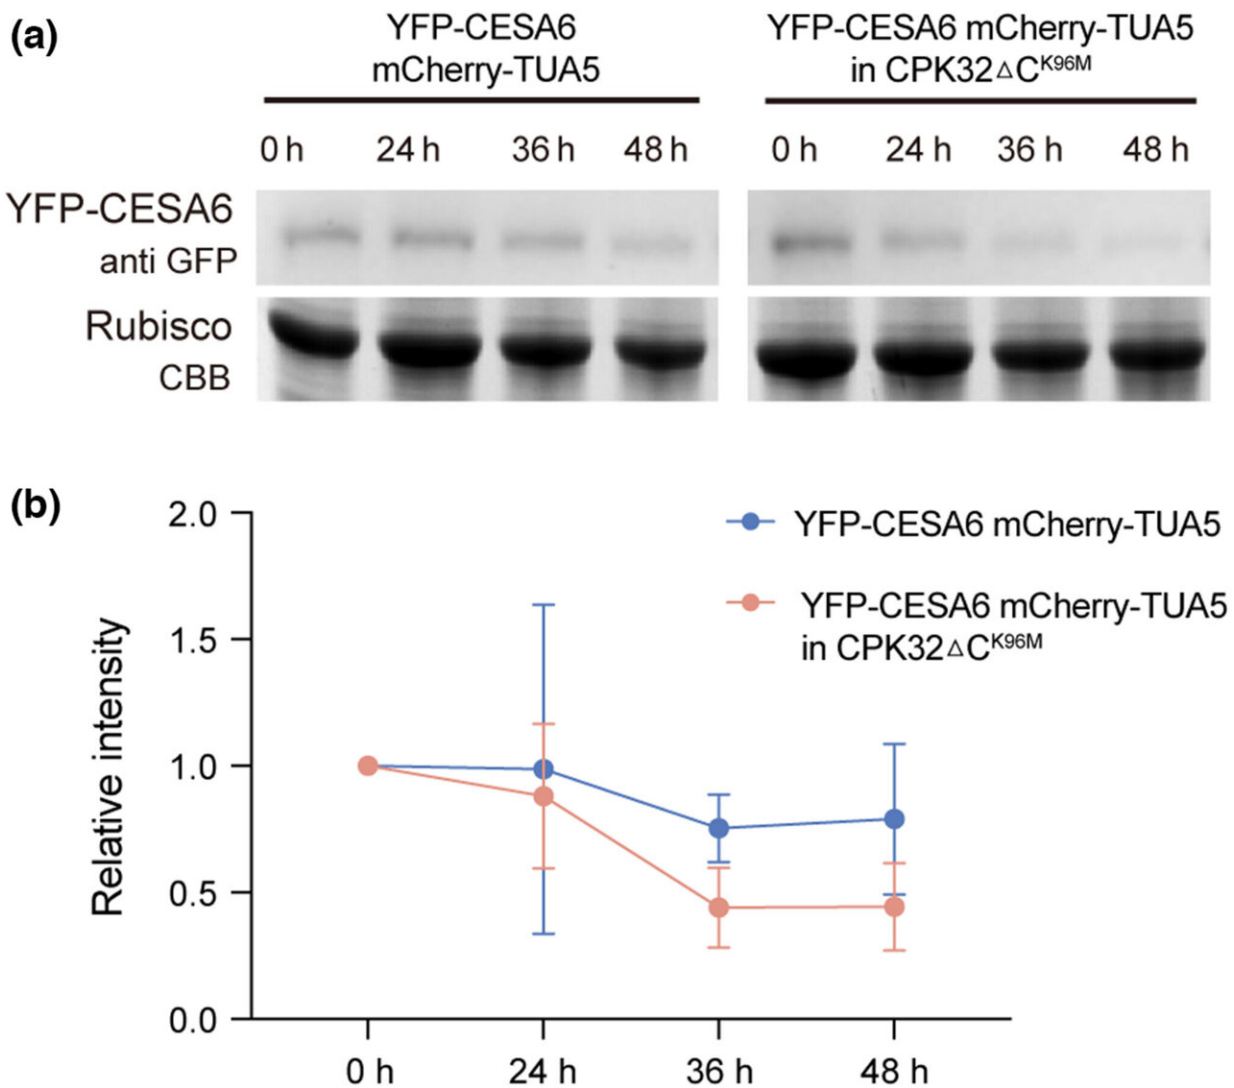 (a)
YFP-CESA6
mCherry-TUA5
YFP-CESA6 mCherry-TUA5
in CPK32△C^K96M
0 h 24 h 36 h 48 h
0 h 24 h 36 h 48 h
YFP-CESA6
anti GFP
Rubisco
CBB
(b)
2.0
1.5
1.0
0.5
0.0
Relative intensity
YFP-CESA6 mCherry-TUA5
YFP-CESA6 mCherry-TUA5
in CPK32△C^K96M
0 h 24 h 36 h 48 h